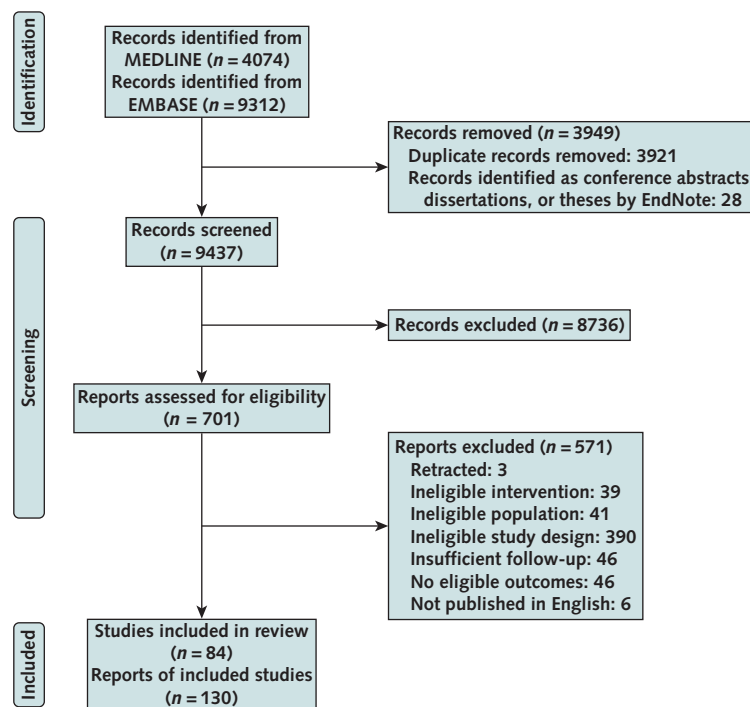 Identification
Records identified from
MEDLINE (n = 4074)
Records identified from
EMBASE (n = 9312)
Records removed (n = 3949)
Duplicate records removed: 3921
Records identified as conference abstracts
dissertations, or theses by EndNote: 28
Screening
Records screened
(n = 9437)
Records excluded (n = 8736)
Reports assessed for eligibility
(n = 701)
Reports excluded (n = 571)
Retracted: 3
Ineligible intervention: 39
Ineligible population: 41
Ineligible study design: 390
Insufficient follow-up: 46
No eligible outcomes: 46
Not published in English: 6
Included
Studies included in review
(n = 84)
Reports of included studies
(n = 130)